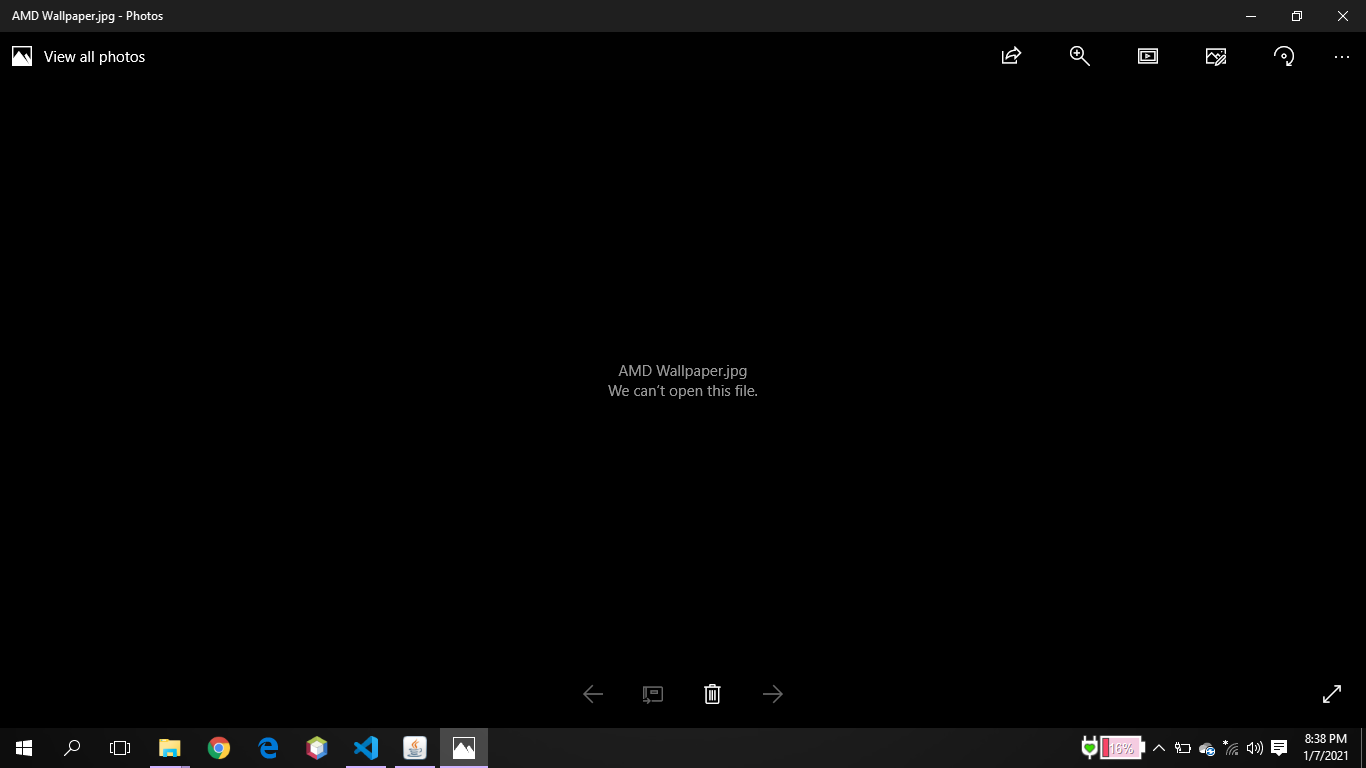 AMD Wallpaper.jpg - Photos
View all photos
AMD Wallpaper.jpg
We can't open this file.
16%
8:38 PM
1/7/2021